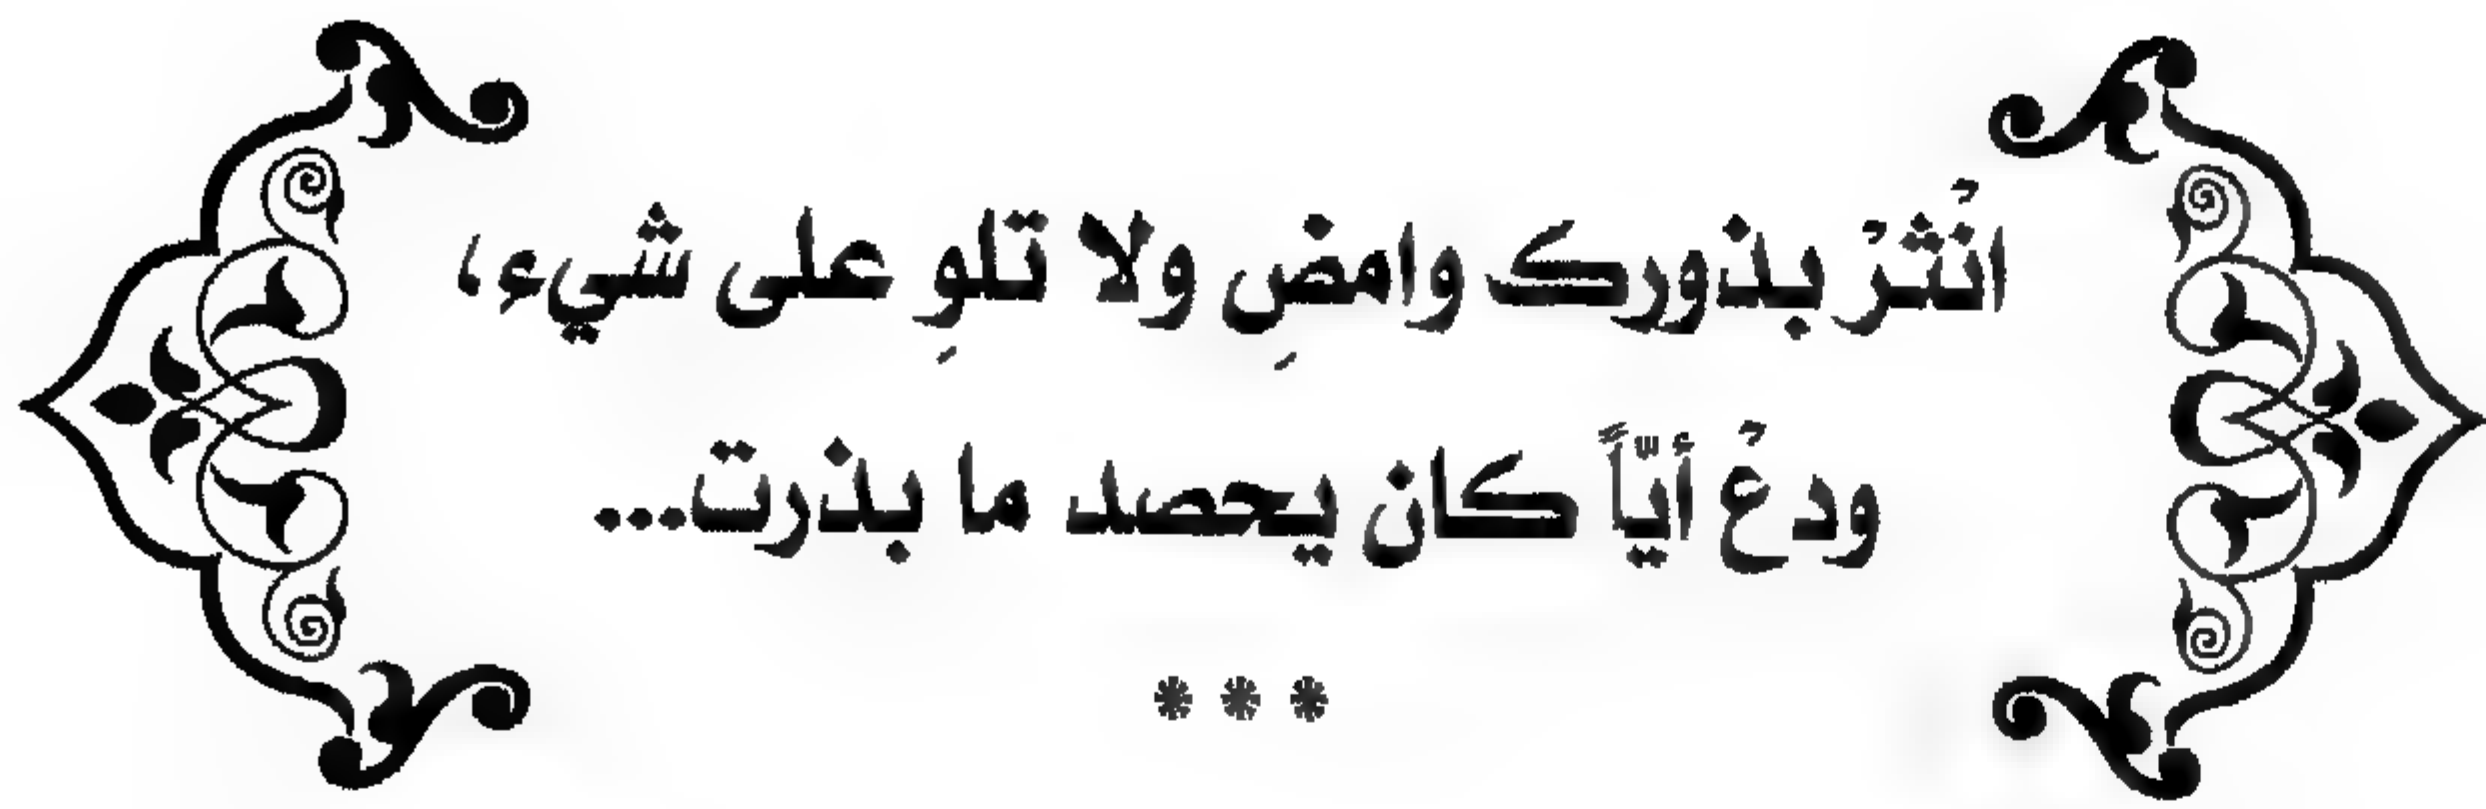 انْثرْ بذورك وامضِ ولا تلوِ على شيء،
ودعْ أيّاً كان يحصد ما بذرت...
* * *